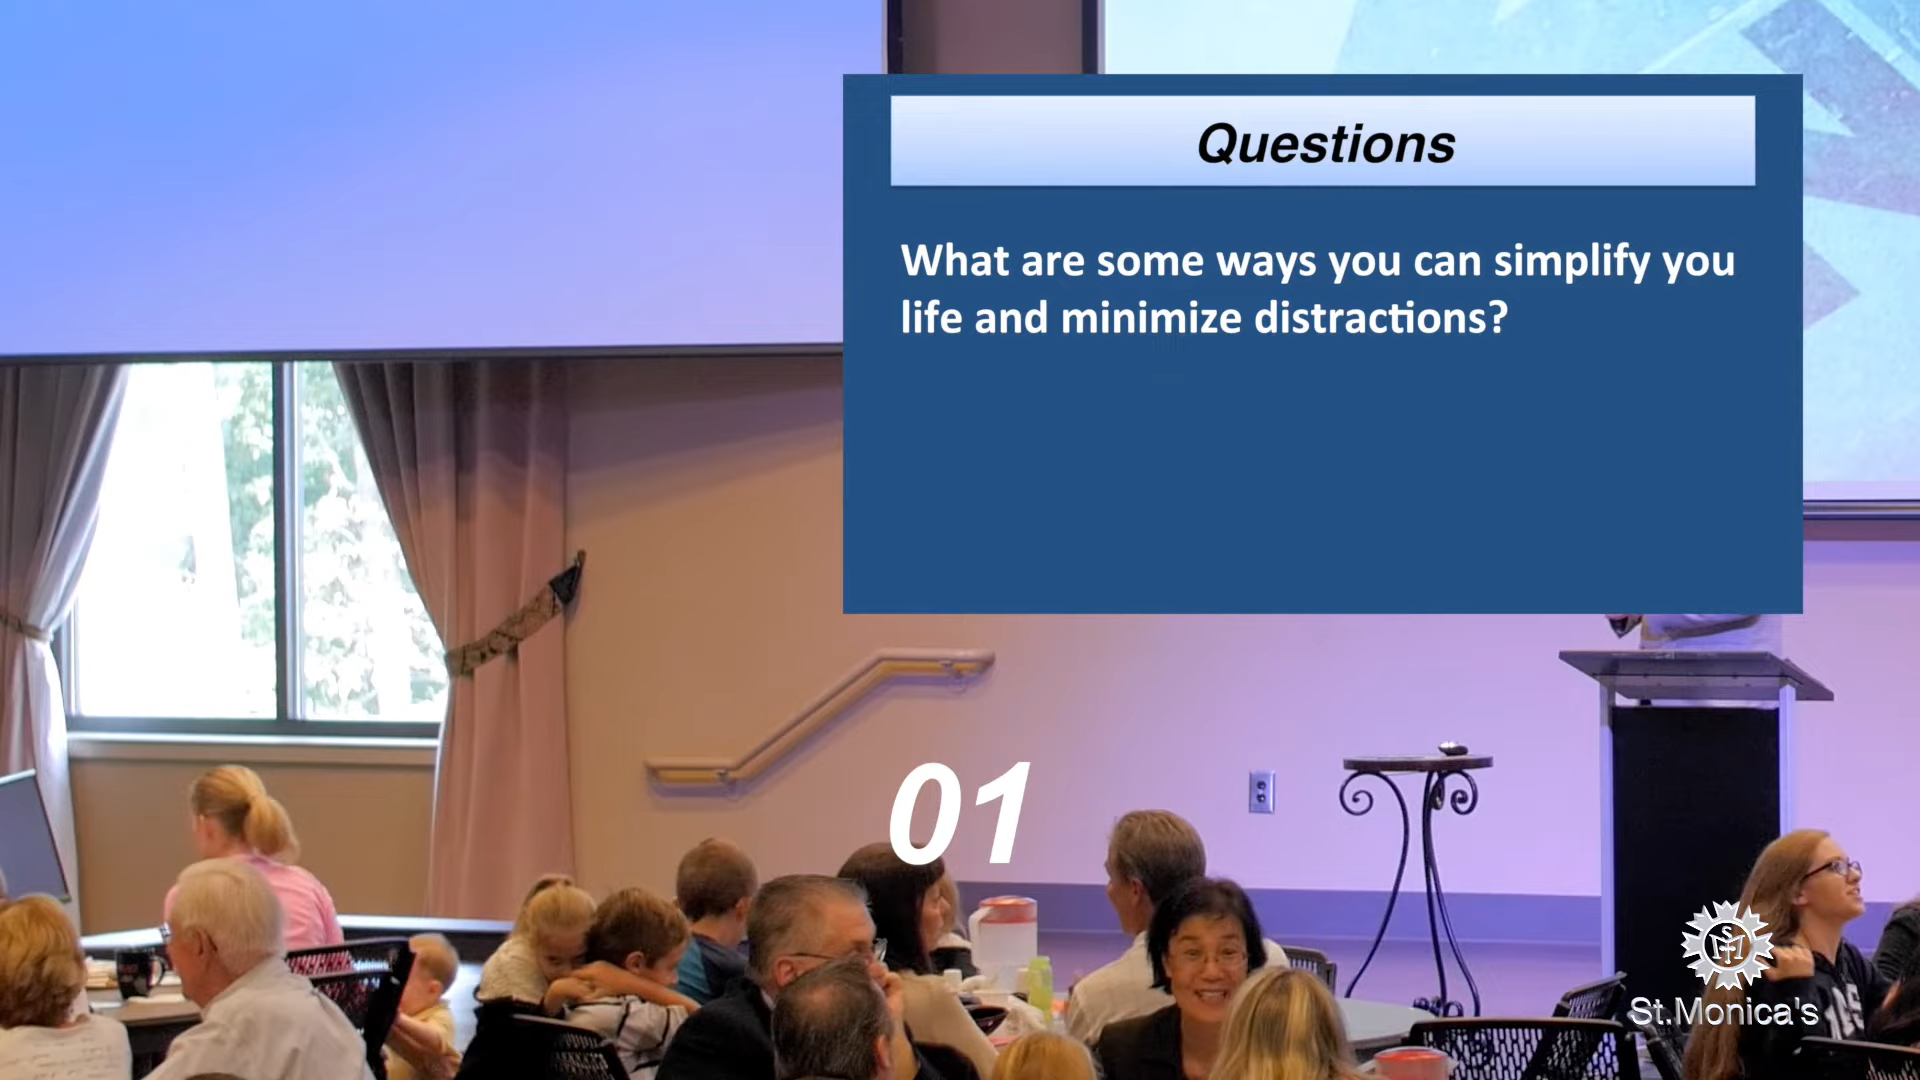 Questions
What are some ways you can simplify you
life and minimize distractions?
01
St.Monica's